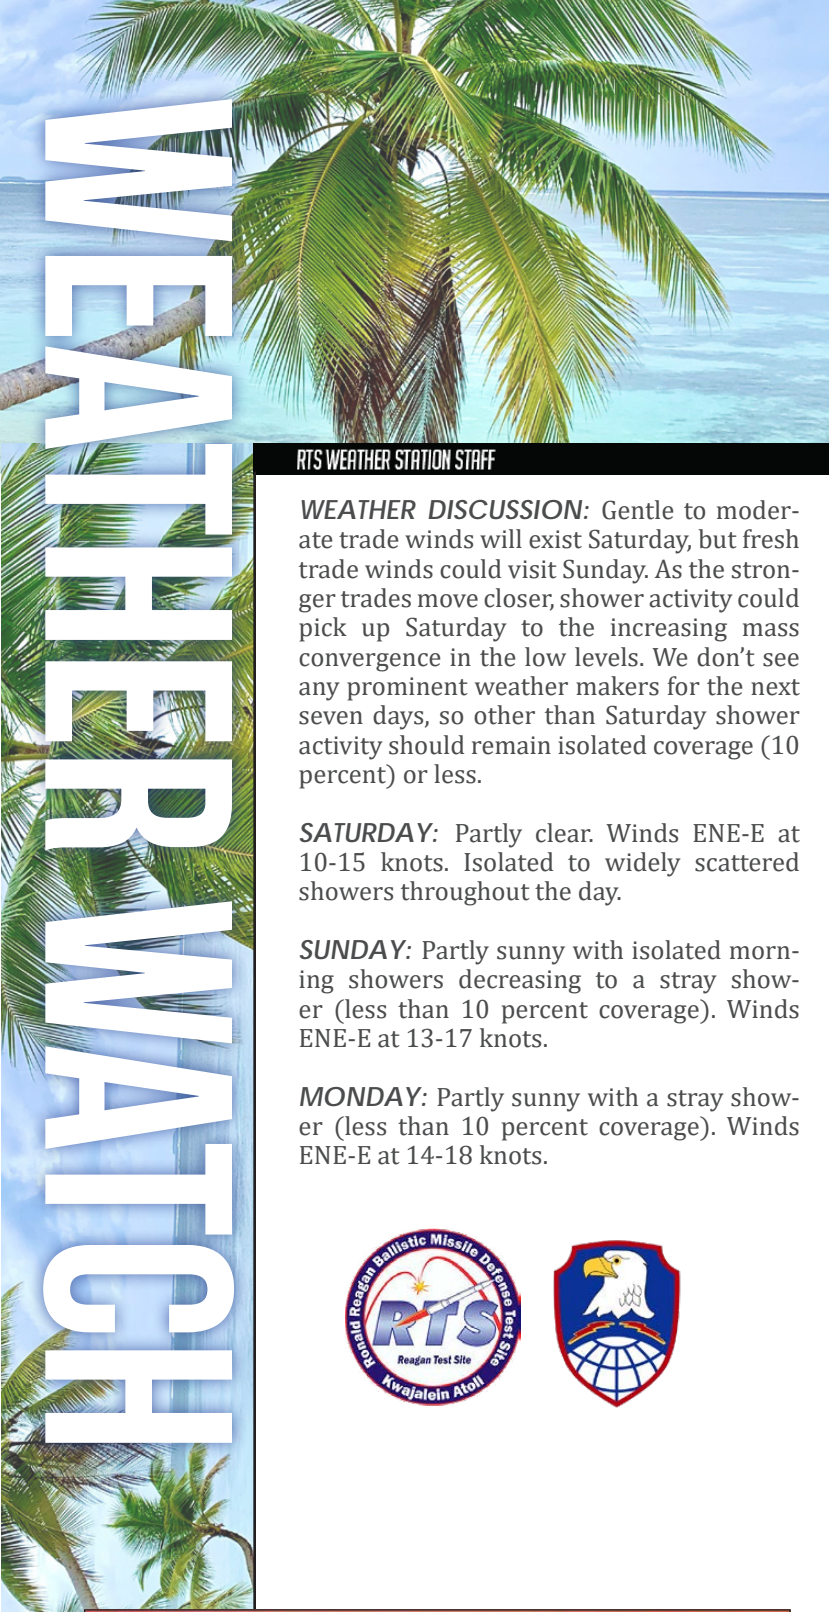 WEATHER WATCH
RTS WEATHER STATION STAFF
WEATHER DISCUSSION: Gentle to moder-
ate trade winds will exist Saturday, but fresh
trade winds could visit Sunday. As the stron-
ger trades move closer, shower activity could
pick up Saturday to the increasing mass
convergence in the low levels. We don’t see
any prominent weather makers for the next
seven days, so other than Saturday shower
activity should remain isolated coverage (10
percent) or less.
SATURDAY: Partly clear. Winds ENE-E at
10-15 knots. Isolated to widely scattered
showers throughout the day.
SUNDAY: Partly sunny with isolated morn-
ing showers decreasing to a stray show-
er (less than 10 percent coverage). Winds
ENE-E at 13-17 knots.
MONDAY: Partly sunny with a stray show-
er (less than 10 percent coverage). Winds
ENE-E at 14-18 knots.
Ronald Reagan Ballistic Missile Defense Test Site
RTS
Reagan Test Site
Kwajalein Atoll